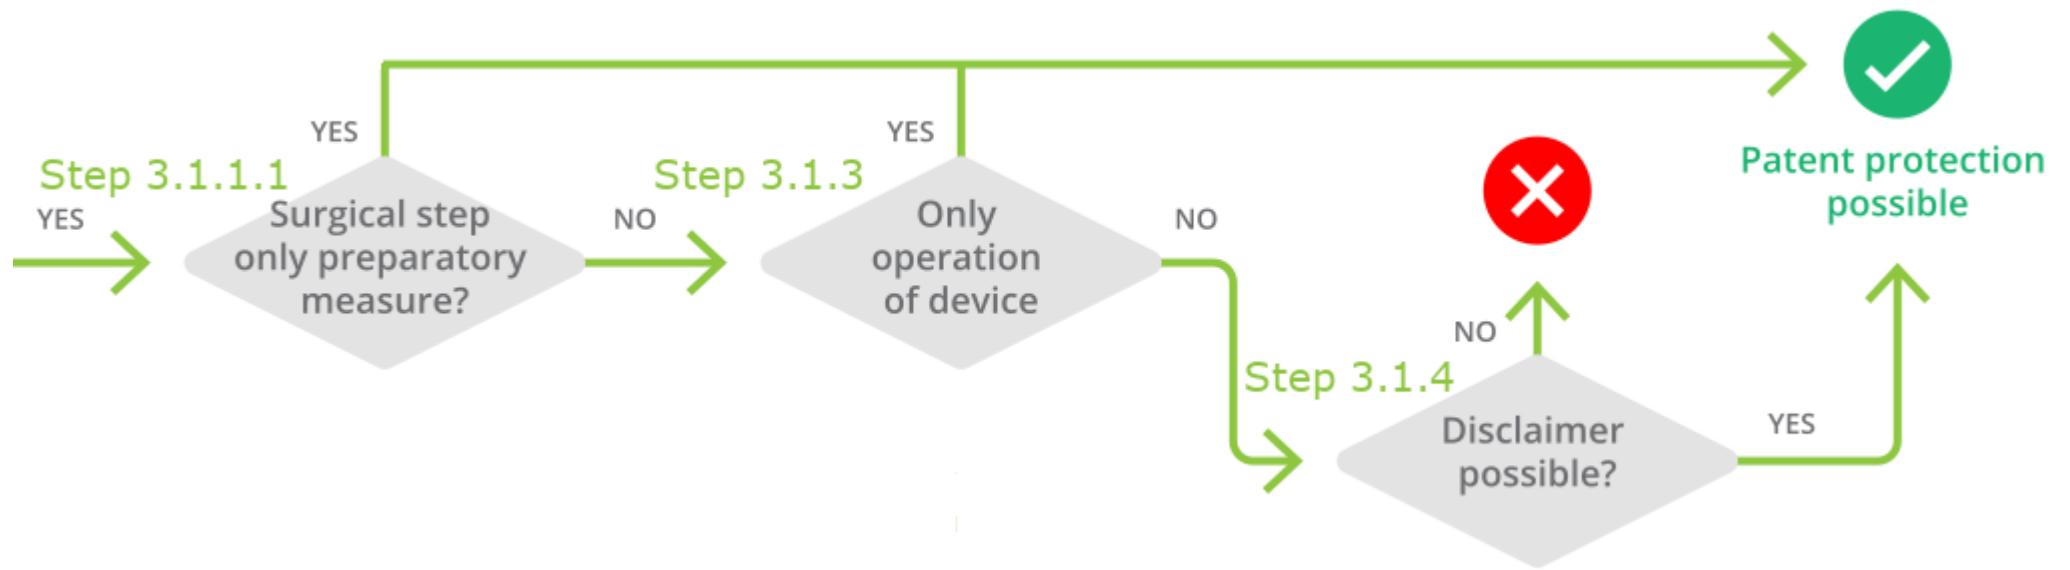 YES
Step 3.1.1.1
YES
Surgical step
only preparatory
measure?
NO
Step 3.1.3
YES
Only
operation
of device
NO
Step 3.1.4
Disclaimer
possible?
NO
YES
Patent protection
possible